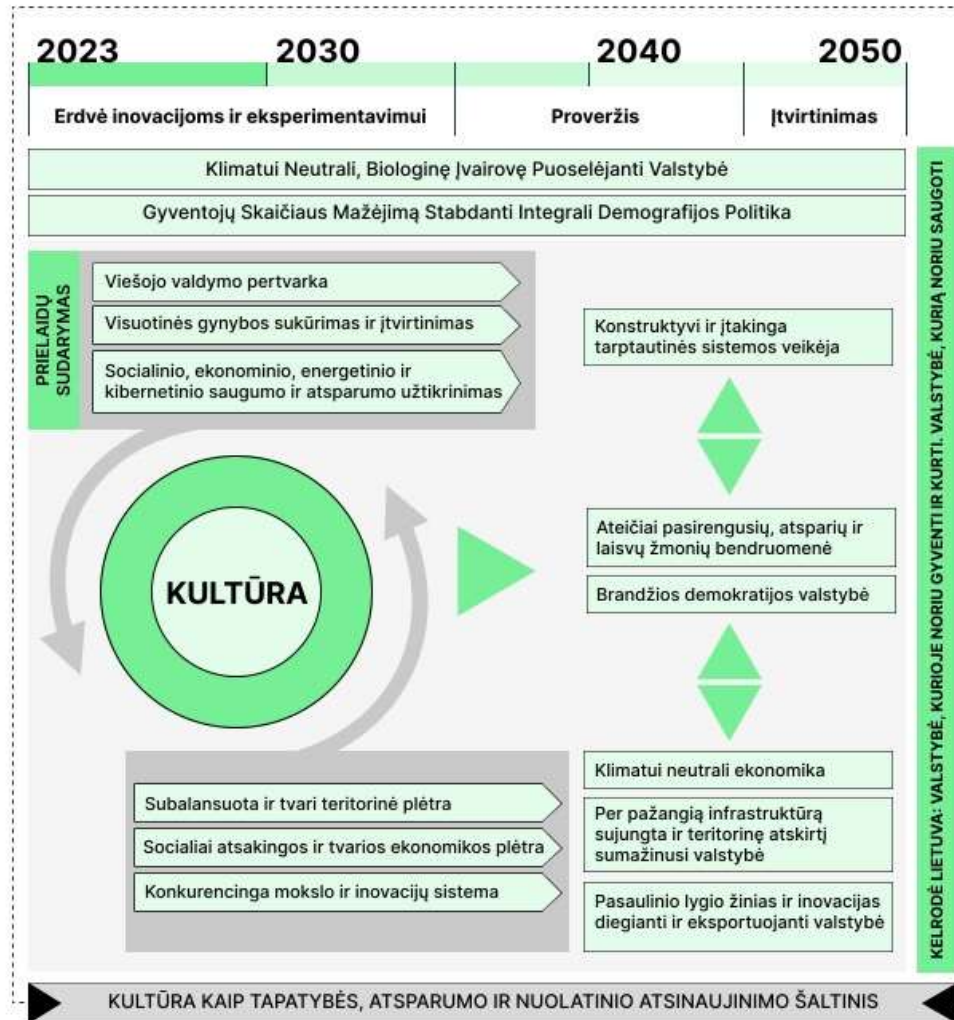 2023 2030 2040 2050
Erdvė inovacijoms ir eksperimentavimui Proveržis Įtvirtinimas
Klimatui Neutrali, Biologinę Įvairovę Puoselėjanti Valstybė
Gyventojų Skaičiaus Mažėjimą Stabdanti Integrali Demografijos Politika
PRIELAIDŲ
SUDARYMAS
Viešojo valdymo pertvarka
Visuotinės gynybos sukūrimas ir įtvirtinimas
Socialinio, ekonominio, energetinio ir
kibernetinio saugumo ir atsparumo užtikrinimas
Konstruktyvi ir įtakinga
tarptautinės sistemos veikėja
KULTŪRA
Ateičiai pasirengusių, atsparių ir
laisvų žmonių bendruomenė
Brandžios demokratijos valstybė
Subalansuota ir tvari teritorinė plėtra
Socialiai atsakingos ir tvarios ekonomikos plėtra
Konkurencinga mokslo ir inovacijų sistema
Klimatui neutrali ekonomika
Per pažangią infrastruktūrą
sujungta ir teritorinę atskirtį
sumažinusi valstybė
Pasaulinio lygio žinias ir inovacijas
diegianti ir eksportuojanti valstybė
KELRODĖ LIETUVA: VALSTYBĖ, KURIOJE NORIU GYVENTI IR KURTI. VALSTYBĖ, KURIĄ NORIU SAUGOTI
KULTŪRA KAIP TAPATYBĖS, ATSPARUMO IR NUOLATINIO ATSINAUJINIMO ŠALTINIS